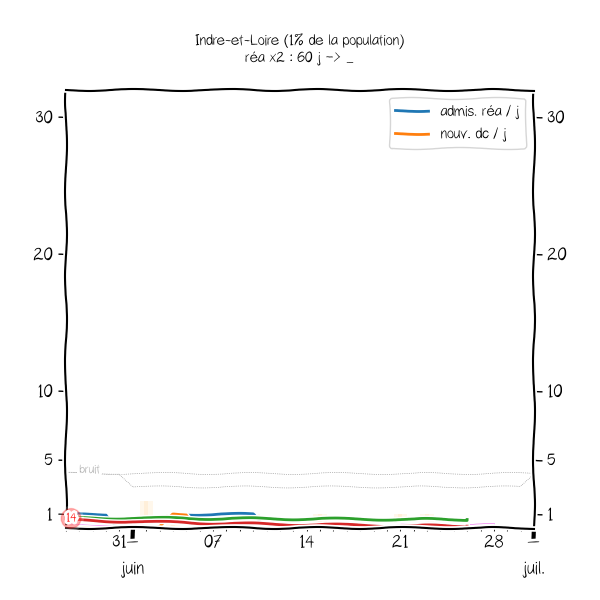 Indre-et-Loire (1% de la population)
réa x2 : 60 j -> _
admis. réa / j
nouv. dc / j
30 30
20 20
10 10
5 5
bruit
1 14 1
31 07 14 21 28
juin juil.